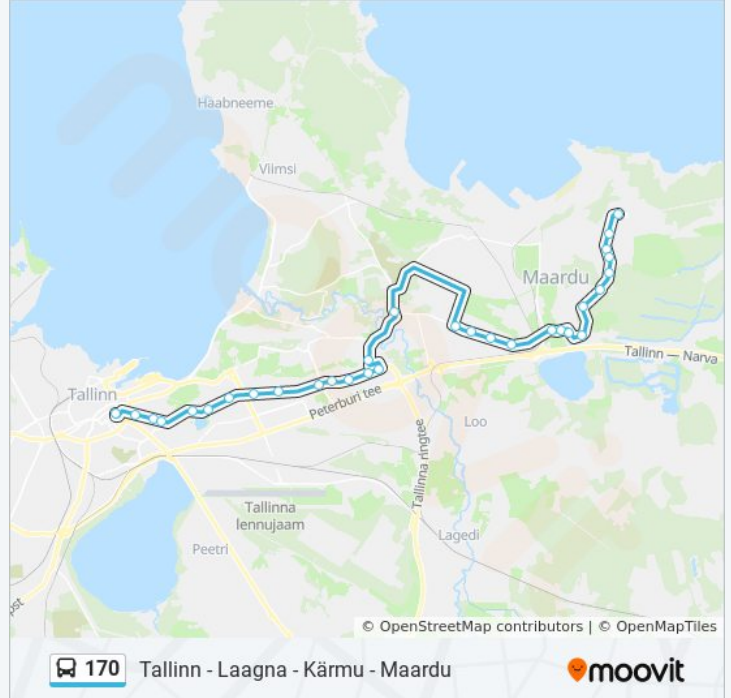 Haabneeme
Viimsi
Maardu
Tallinn — Narva
Tallinn
Peterburi tee
Loo
Tallinna ringtee
Tallinna
lennujaam
Lagedi
Peetri
© OpenStreetMap contributors | © OpenMapTiles
170 Tallinn - Laagna - Kärmu - Maardu
moovit